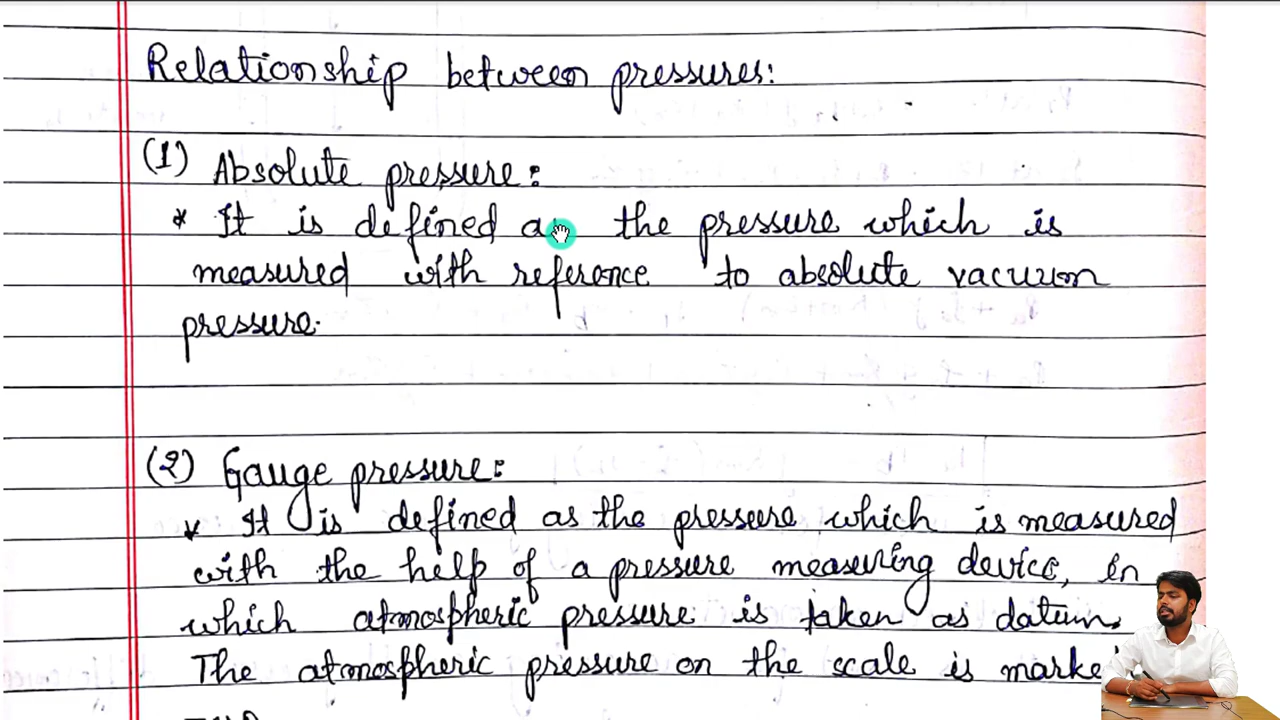 Relationship between pressures:
(1) Absolute pressure:
* It is defined as the pressure which is
measured with reference to absolute vacuum
pressure.
(2) Gauge pressure:
* It is defined as the pressure which is measured
with the help of a pressure measuring device, in
which atmospheric pressure is taken as datum.
The atmospheric pressure on the scale is marke